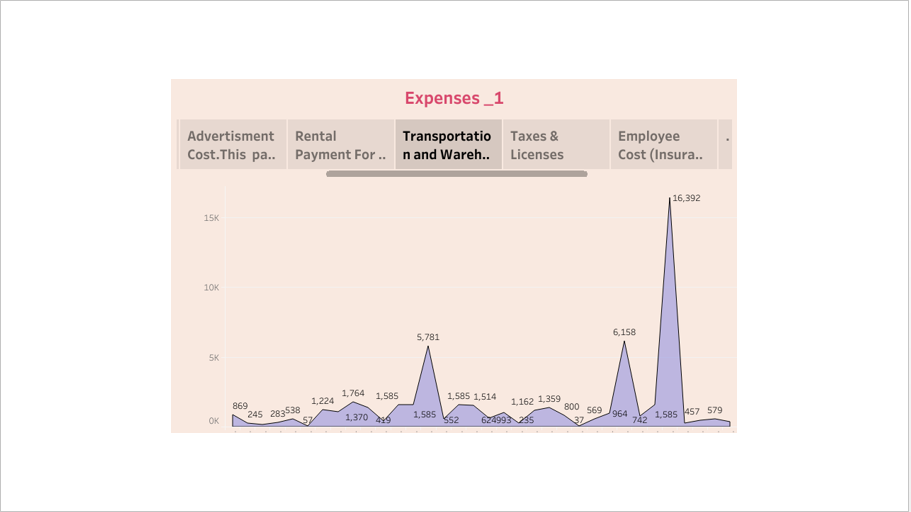 Expenses _1
Advertisment
Cost.This pa..
Rental
Payment For ..
Transportatio
n and Wareh..
Taxes &
Licenses
Employee
Cost (Insura..
.
15K
10K
5K
0K
16,392
6,158
5,781
869
245
283
538
57
1,224
1,764
1,370
1,585
419
1,585
552
1,585
1,514
624
993
1,162
235
1,359
800
37
569
964
742
1,585
457
579